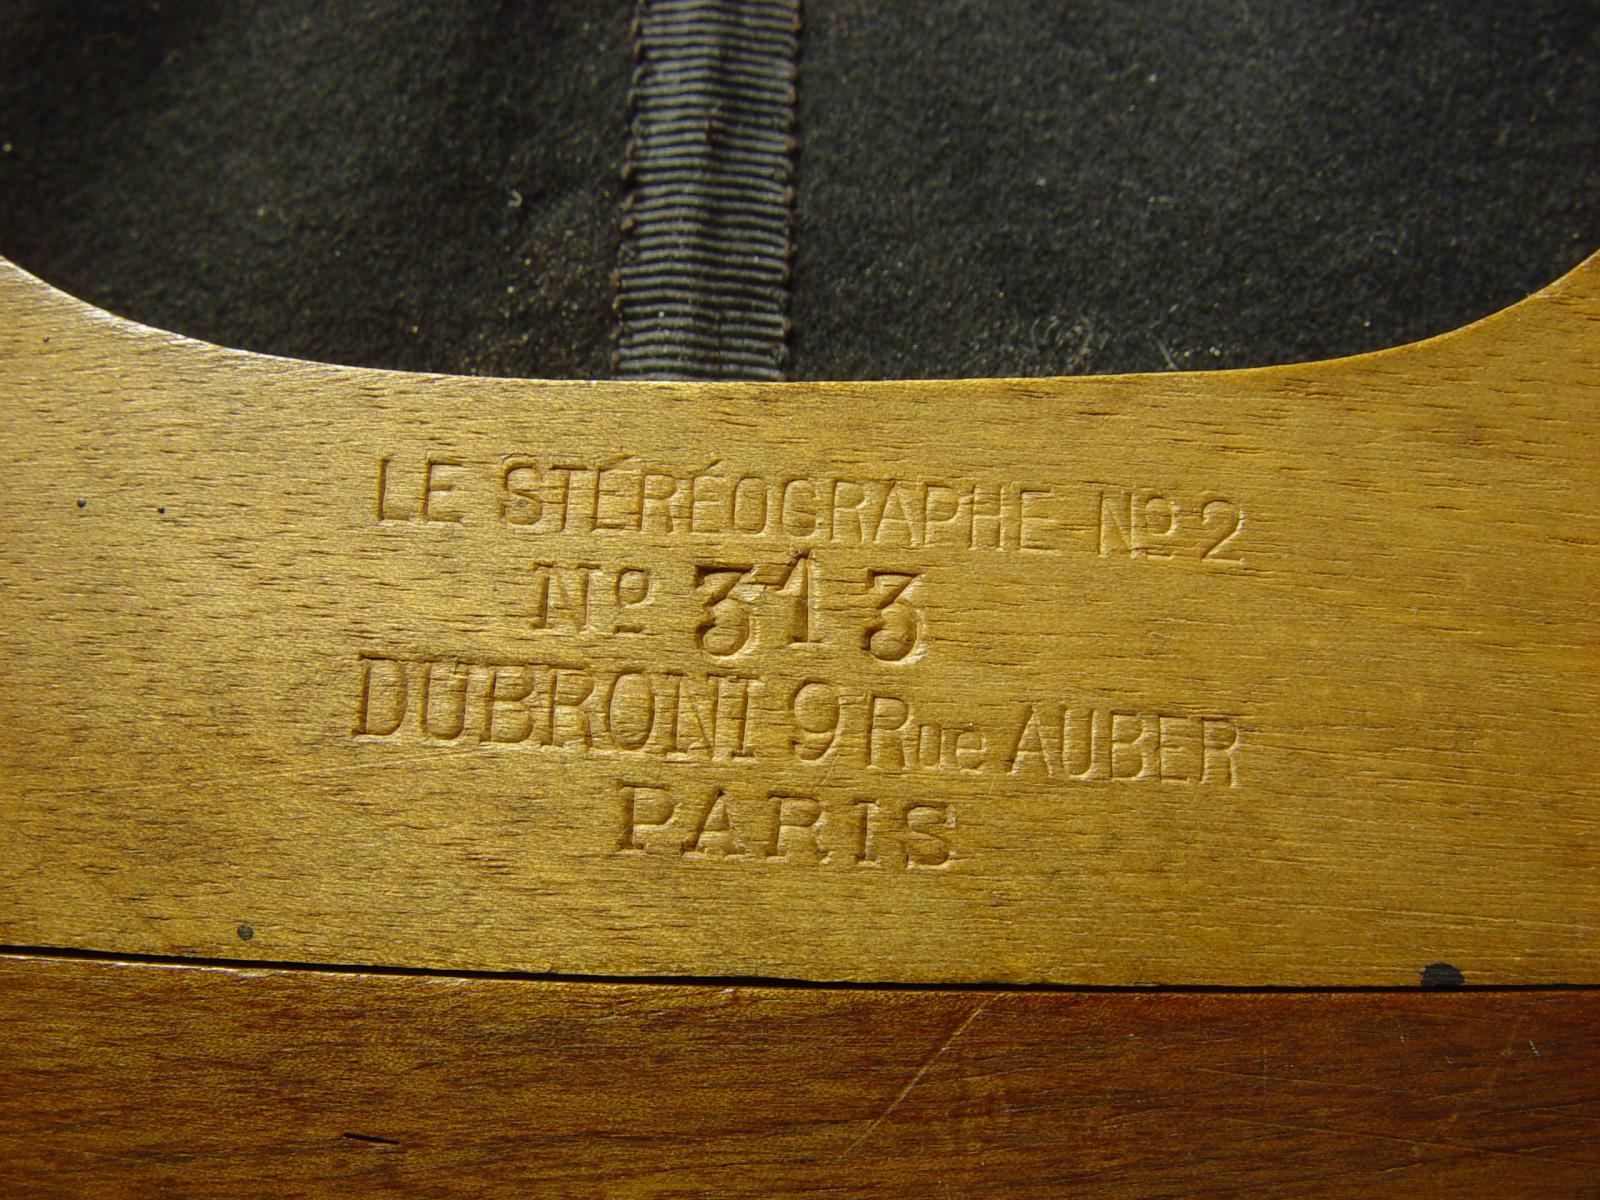 LE STÉRÉOGRAPHE Nº 2
Nº 313
DUBRONI 9 Rue AUBER
PARIS